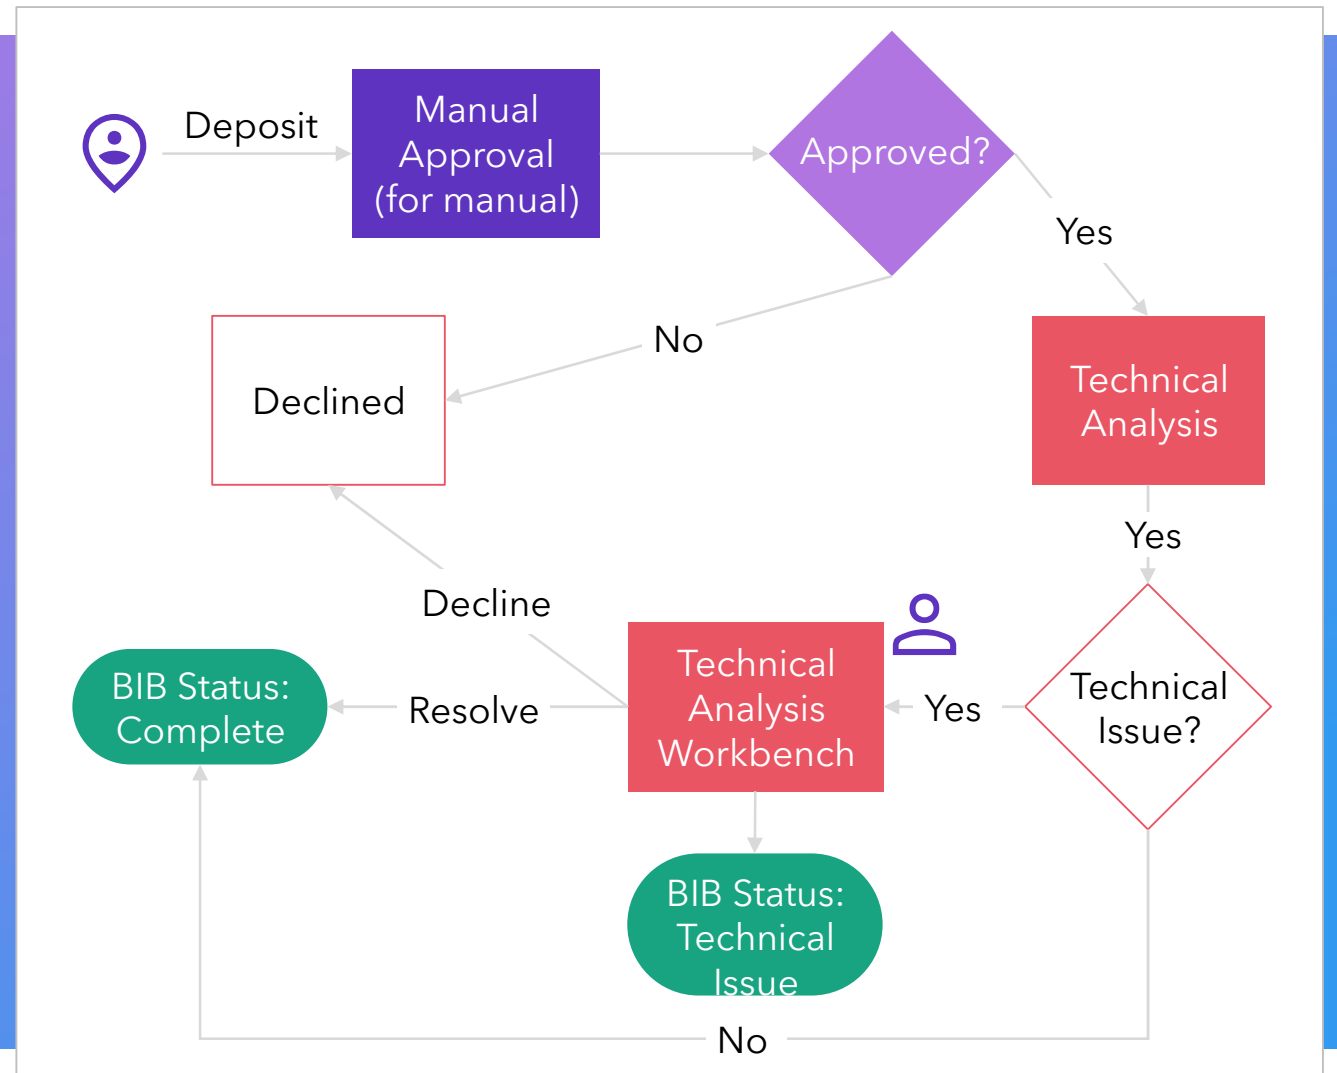 Deposit
Manual
Approval
(for manual)
Approved?
Yes
No
Declined
Technical
Analysis
Yes
Decline
Technical
Analysis
Workbench
Yes
Technical
Issue?
BIB Status:
Complete
Resolve
BIB Status:
Technical
Issue
No